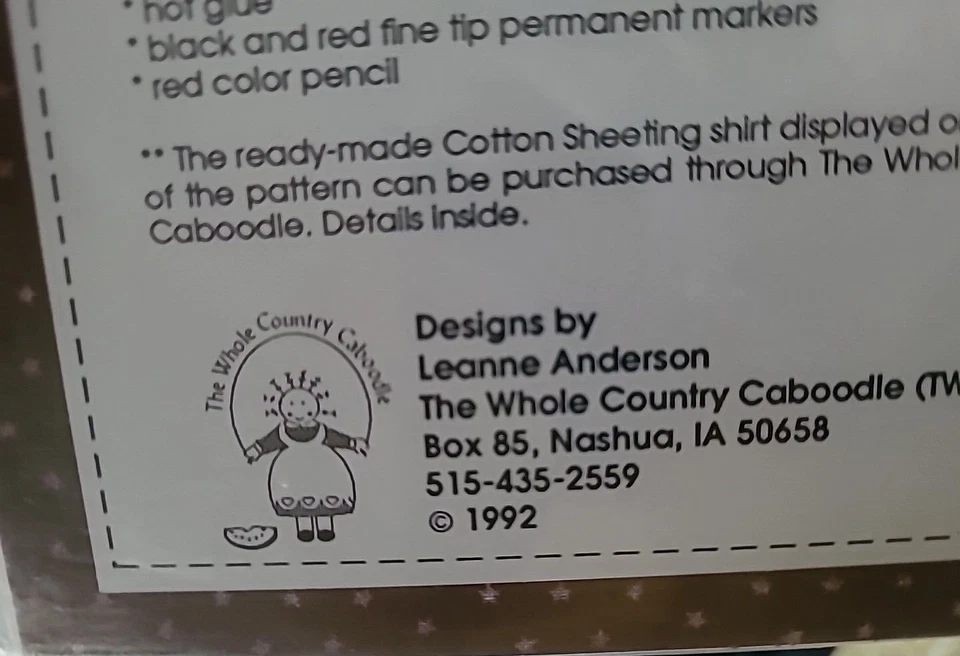 * hot glue
* black and red fine tip permanent markers
* red color pencil
** The ready-made Cotton Sheeting shirt displayed
of the pattern can be purchased through The
Caboodle. Details inside.
The Whole Country Caboodle
Designs by
Leanne Anderson
The Whole Country Caboodle
Box 85, Nashua, IA 50658
515-435-2559
© 1992